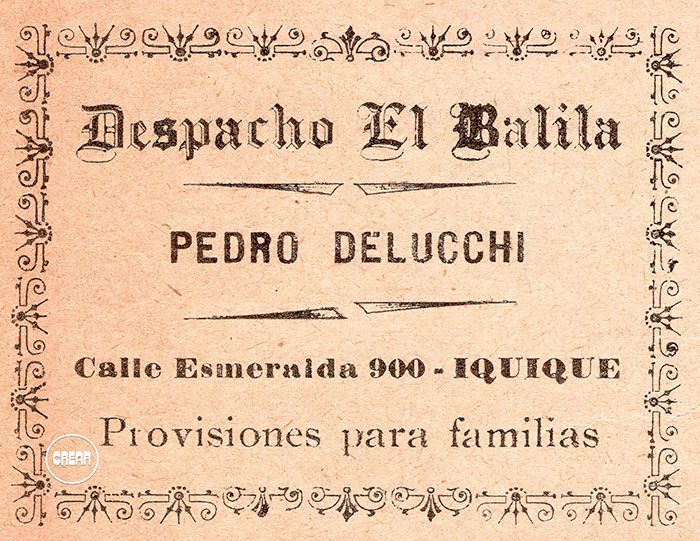 Despacho El Balila
PEDRO DELUCCHI
Calle Esmeralda 900 - IQUIQUE
Provisiones para familias
CREAR